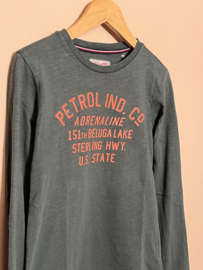 PETROL IND. CO
ADRENALINE
151TH BELUGA LAKE
STERLING HWY.
U.S. STATE